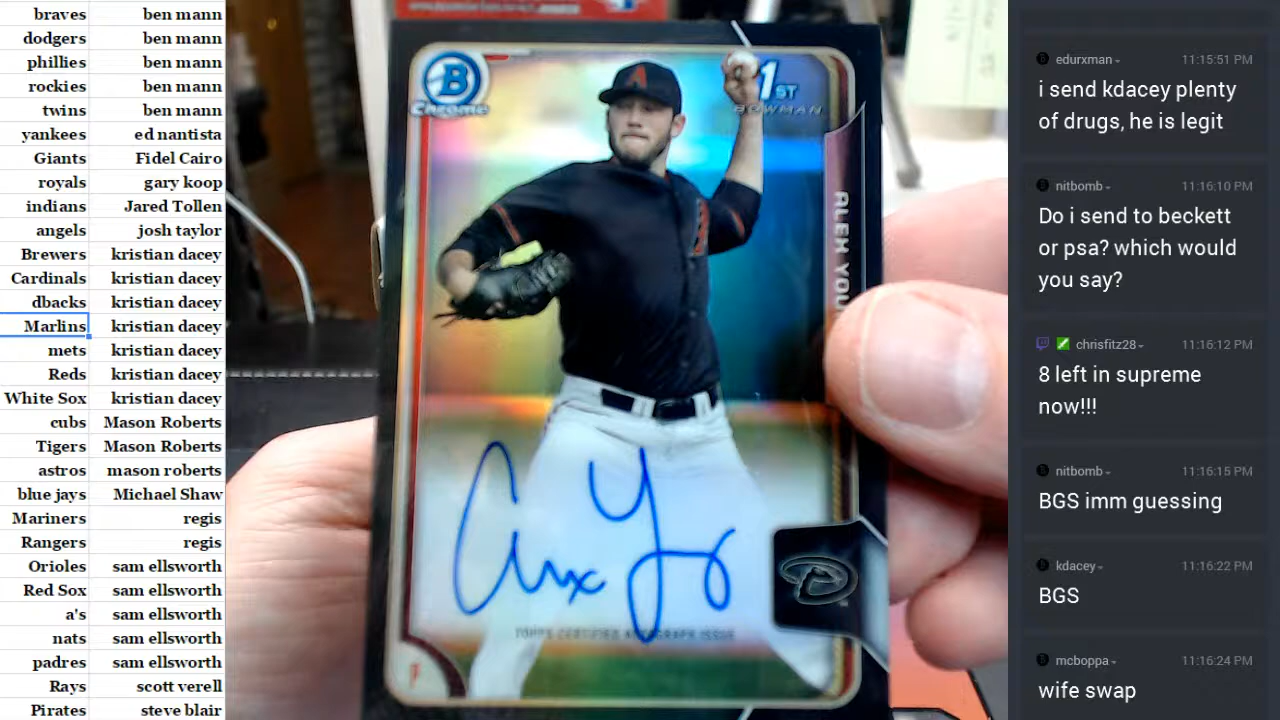 braves ben mann
dodgers ben mann
phillies ben mann
rockies ben mann
twins ben mann
yankees ed nantista
Giants Fidel Cairo
royals gary koop
indians Jared Tollen
angels josh taylor
Brewers kristian dacey
Cardinals kristian dacey
dbacks kristian dacey
Marlins kristian dacey
mets kristian dacey
Reds kristian dacey
White Sox kristian dacey
cubs Mason Roberts
Tigers Mason Roberts
astros mason roberts
blue jays Michael Shaw
Mariners regis
Rangers regis
Orioles sam ellsworth
Red Sox sam ellsworth
a's sam ellsworth
nats sam ellsworth
padres sam ellsworth
Rays scott verell
Pirates steve blair
B
Chrome
1ST
BOWMAN
A
ALEX YOU
TOPPS CERTIFIED AUTOGRAPH ISSUE
P
D
edurxman 11:15:51 PM
i send kdacey plenty
of drugs, he is legit
nitbomb 11:16:10 PM
Do i send to beckett
or psa? which would
you say?
chrisfitz28 11:16:12 PM
8 left in supreme
now!!!
nitbomb 11:16:15 PM
BGS imm guessing
kdacey 11:16:22 PM
BGS
mcboppa 11:16:24 PM
wife swap